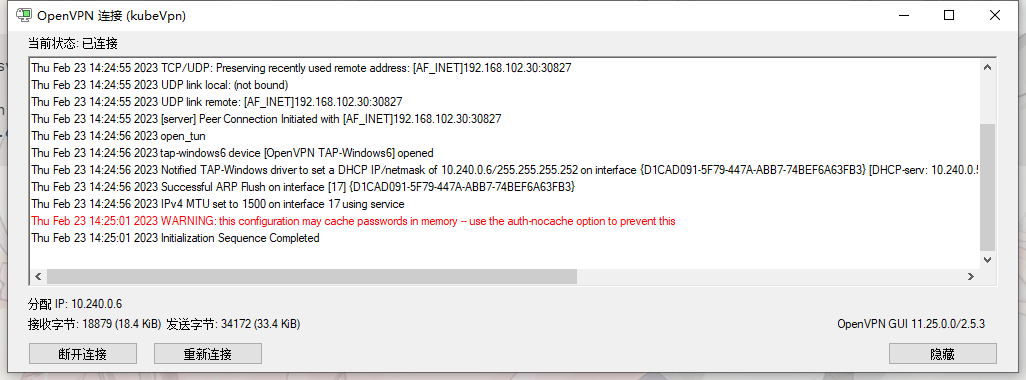 OpenVPN 连接 (kubeVpn)
当前状态: 已连接
Thu Feb 23 14:24:55 2023 TCP/UDP: Preserving recently used remote address: [AF_INET]192.168.102.30:30827
Thu Feb 23 14:24:55 2023 UDP link local: (not bound)
Thu Feb 23 14:24:55 2023 UDP link remote: [AF_INET]192.168.102.30:30827
Thu Feb 23 14:24:55 2023 [server] Peer Connection Initiated with [AF_INET]192.168.102.30:30827
Thu Feb 23 14:24:56 2023 open_tun
Thu Feb 23 14:24:56 2023 tap-windows6 device [OpenVPN TAP-Windows6] opened
Thu Feb 23 14:24:56 2023 Notified TAP-Windows driver to set a DHCP IP/netmask of 10.240.0.6/255.255.255.252 on interface {D1CAD091-5F79-447A-ABB7-74BEF6A63FB3} [DHCP-serv: 10.240.0.5
Thu Feb 23 14:24:56 2023 Successful ARP Flush on interface [17] {D1CAD091-5F79-447A-ABB7-74BEF6A63FB3}
Thu Feb 23 14:24:56 2023 IPv4 MTU set to 1500 on interface 17 using service
Thu Feb 23 14:25:01 2023 WARNING: this configuration may cache passwords in memory -- use the auth-nocache option to prevent this
Thu Feb 23 14:25:01 2023 Initialization Sequence Completed
分配 IP: 10.240.0.6
接收字节: 18879 (18.4 KiB) 发送字节: 34172 (33.4 KiB)
OpenVPN GUI 11.25.0.0/2.5.3
断开连接
重新连接
隐藏